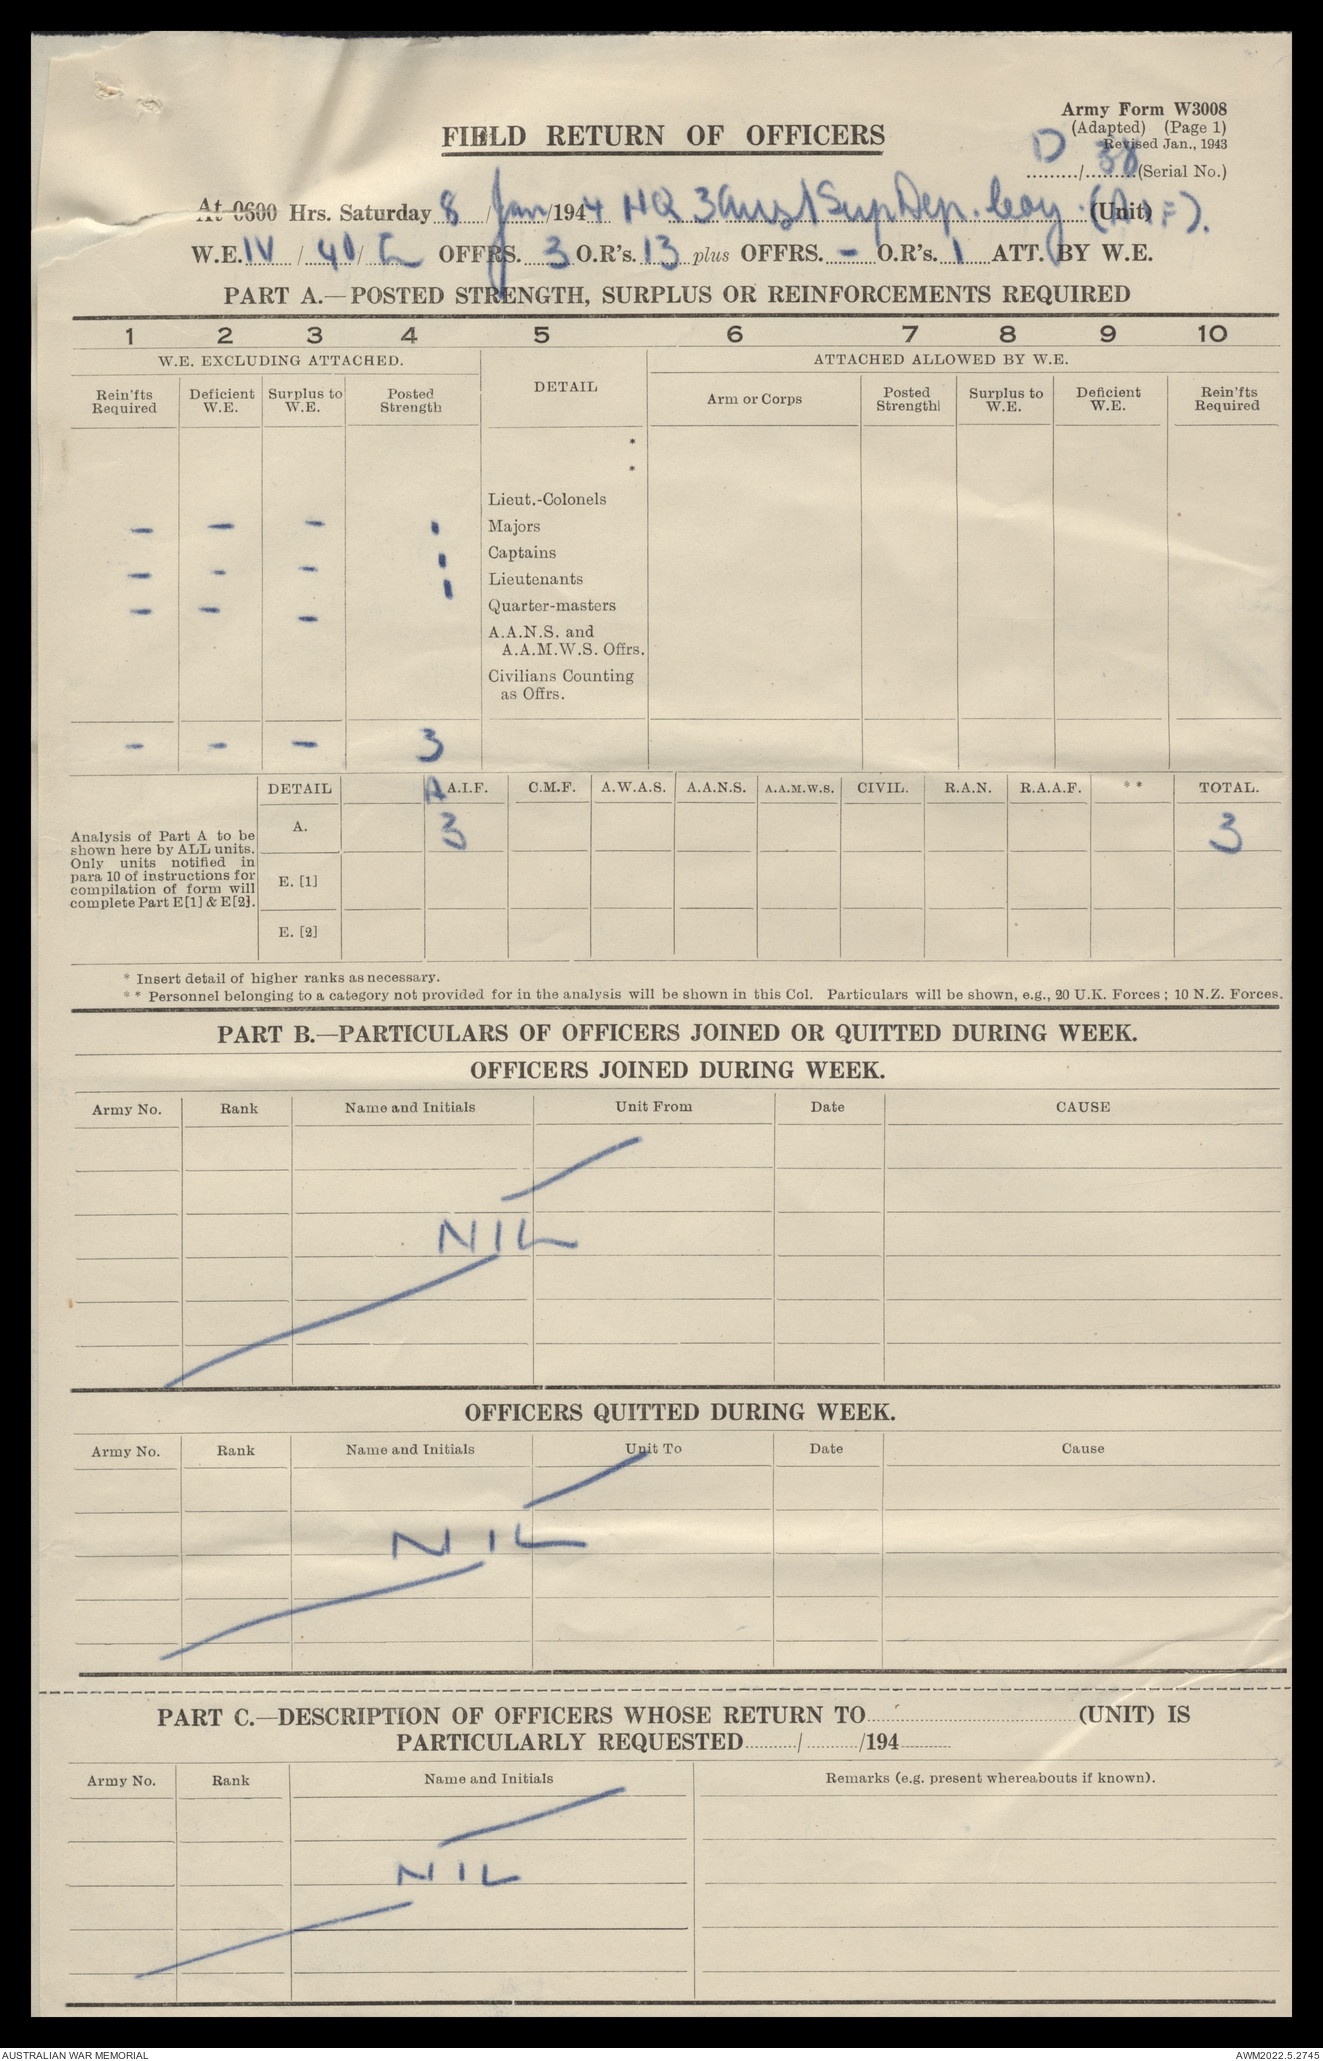 Army Form W3008
(Adapted) (Page 1)
Revised Jan., 1943
FIELD RETURN OF OFFICERS
D / 38 (Serial No.)
At 0600 Hrs. Saturday 8 / Jan /1944 HQ 3 Aust Sup Dep. Coy. (Unit) (AIF).
W.E. IV / 40 / OFFRS. 3 O.R's. 13 plus OFFRS. - O.R's. 1 ATT. BY W.E.
PART A.—POSTED STRENGTH, SURPLUS OR REINFORCEMENTS REQUIRED
1 2 3 4 5 6 7 8 9 10
W.E. EXCLUDING ATTACHED. DETAIL ATTACHED ALLOWED BY W.E.
Rein'fts Required Deficient W.E. Surplus to W.E. Posted Strength Arm or Corps Posted Strength Surplus to W.E. Deficient W.E. Rein'fts Required
*
*
Lieut.-Colonels
- - - 1 Majors
Captains
- - - 1 Lieutenants
- - - 1 Quarter-masters
A.A.N.S. and
A.A.M.W.S. Offrs.
Civilians Counting
as Offrs.
- - - 3
DETAIL A A.I.F. C.M.F. A.W.A.S. A.A.N.S. A.A.M.W.S. CIVIL. R.A.N. R.A.A.F. * * TOTAL.
A. 3 3
Analysis of Part A to be
shown here by ALL units.
Only units notified in
para 10 of instructions for
compilation of form will
complete Part E[1] & E[2].
E. [1]
E. [2]
* Insert detail of higher ranks as necessary.
* * Personnel belonging to a category not provided for in the analysis will be shown in this Col. Particulars will be shown, e.g., 20 U.K. Forces; 10 N.Z. Forces.
PART B.—PARTICULARS OF OFFICERS JOINED OR QUITTED DURING WEEK.
OFFICERS JOINED DURING WEEK.
Army No. Rank Name and Initials Unit From Date CAUSE
NIL
OFFICERS QUITTED DURING WEEK.
Army No. Rank Name and Initials Unit To Date Cause
NIL
PART C.—DESCRIPTION OF OFFICERS WHOSE RETURN TO (UNIT) IS
PARTICULARLY REQUESTED / /194
Army No. Rank Name and Initials Remarks (e.g. present whereabouts if known).
NIL
AUSTRALIAN WAR MEMORIAL AWM2022.5.2745